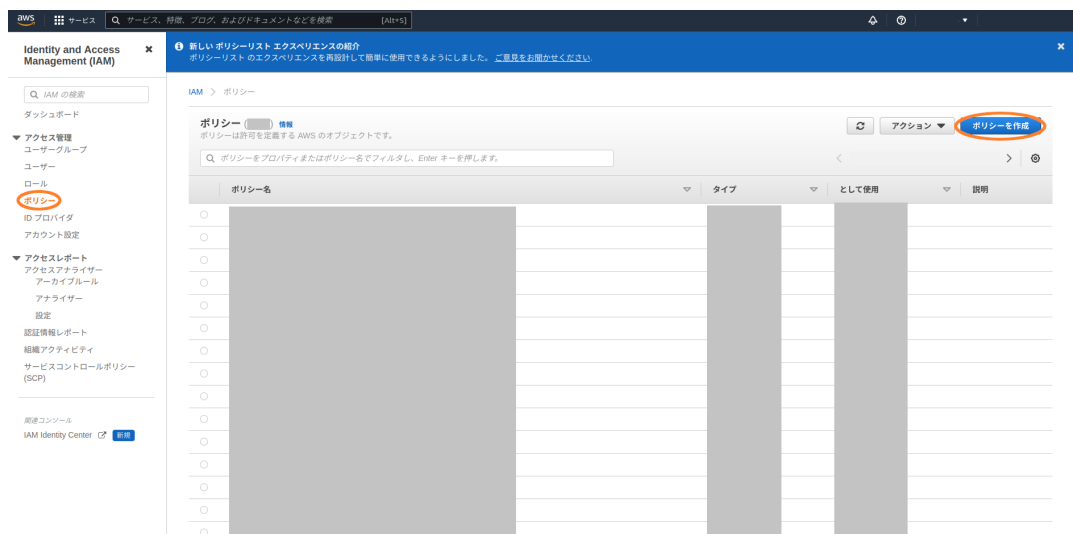 aws
サービス
サービス、特徴、ブログ、およびドキュメントなどを検索
[Alt+S]
Identity and Access Management (IAM)
IAM の検索
ダッシュボード
アクセス管理
ユーザーグループ
ユーザー
ロール
ポリシー
ID プロバイダ
アカウント設定
アクセスレポート
アクセスアナライザー
アーカイブルール
アナライザー
設定
認証情報レポート
組織アクティビティ
サービスコントロールポリシー (SCP)
関連コンソール
IAM Identity Center 新規
新しい ポリシーリスト エクスペリエンスの紹介
ポリシーリスト のエクスペリエンスを再設計して簡単に使用できるようにしました。 ご意見をお聞かせください.
IAM > ポリシー
ポリシー ( ) 情報
ポリシーは許可を定義する AWS のオブジェクトです。
アクション
ポリシーを作成
ポリシーをプロパティまたはポリシー名でフィルタし、Enter キーを押します。
ポリシー名
タイプ
として使用
説明